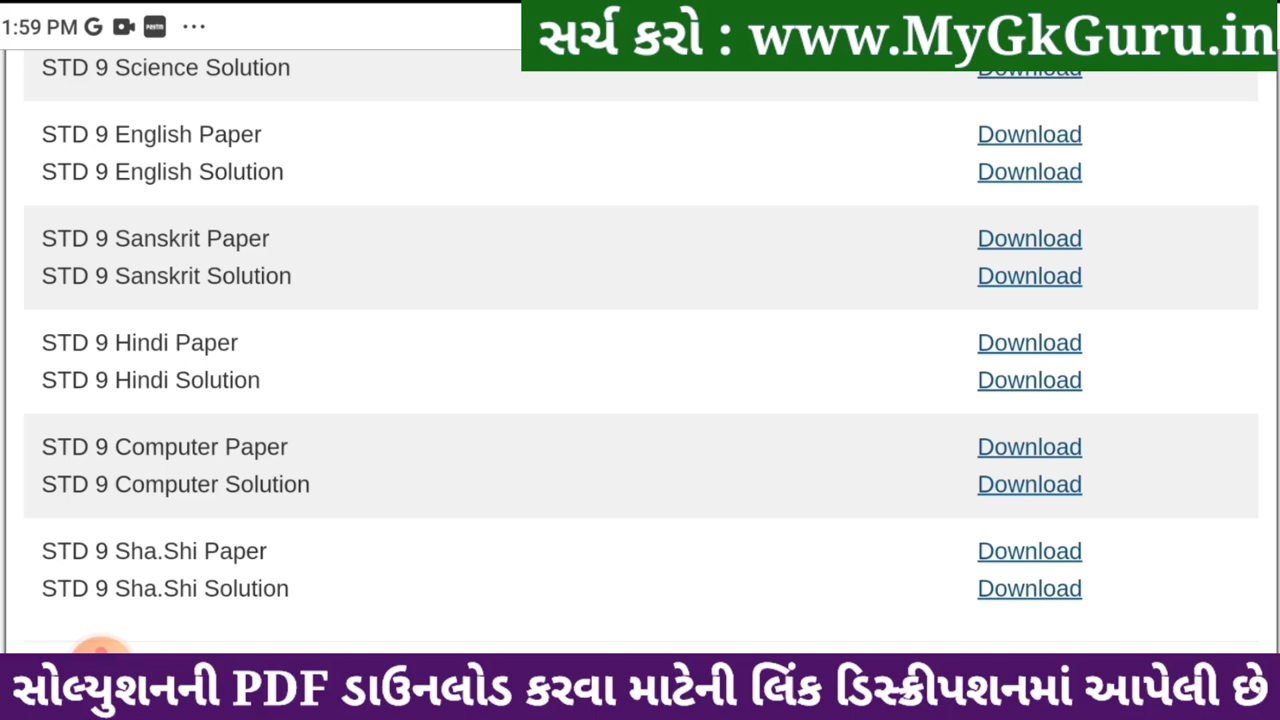 1:59 PM G Paytm ...
સર્ચ કરો : www.MyGkGuru.in
STD 9 Science Solution Download
STD 9 English Paper Download
STD 9 English Solution Download
STD 9 Sanskrit Paper Download
STD 9 Sanskrit Solution Download
STD 9 Hindi Paper Download
STD 9 Hindi Solution Download
STD 9 Computer Paper Download
STD 9 Computer Solution Download
STD 9 Sha.Shi Paper Download
STD 9 Sha.Shi Solution Download
સોલ્યુશનની PDF ડાઉનલોડ કરવા માટેની લિંક ડિસ્ક્રીપશનમાં આપેલી છે